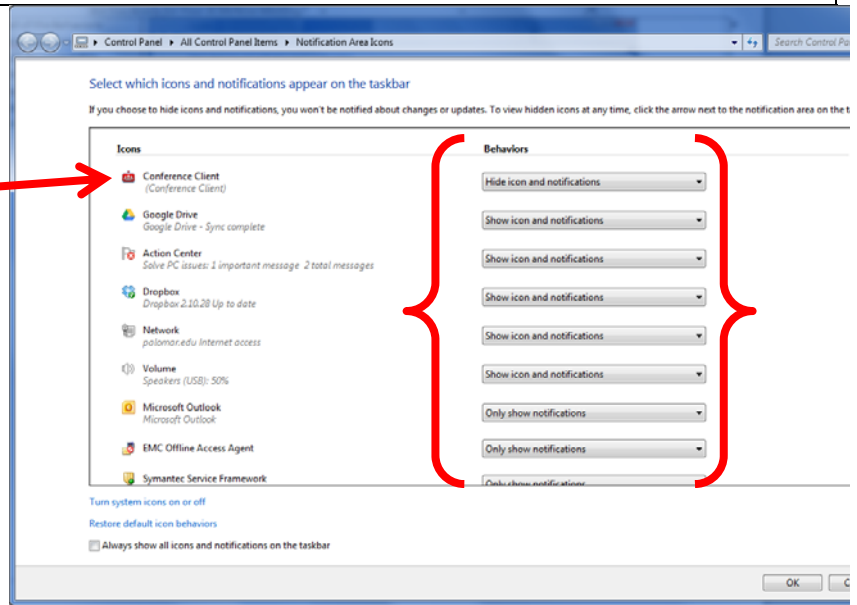 Control Panel ▸ All Control Panel Items ▸ Notification Area Icons
Search Control
Select which icons and notifications appear on the taskbar
If you choose to hide icons and notifications, you won't be notified about changes or updates. To view hidden icons at any time, click the arrow next to the notification area on the
Icons Behaviors
Conference Client
(Conference Client)
Hide icon and notifications
Google Drive
Google Drive - Sync complete
Show icon and notifications
Action Center
Solve PC issues: 1 important message 2 total messages
Show icon and notifications
Dropbox
Dropbox 2.10.28 Up to date
Show icon and notifications
Network
palomar.edu Internet access
Show icon and notifications
Volume
Speakers (USB): 50%
Show icon and notifications
Microsoft Outlook
Microsoft Outlook
Only show notifications
EMC Offline Access Agent
Only show notifications
Symantec Service Framework
Only show notifications
Turn system icons on or off
Restore default icon behaviors
Always show all icons and notifications on the taskbar
OK